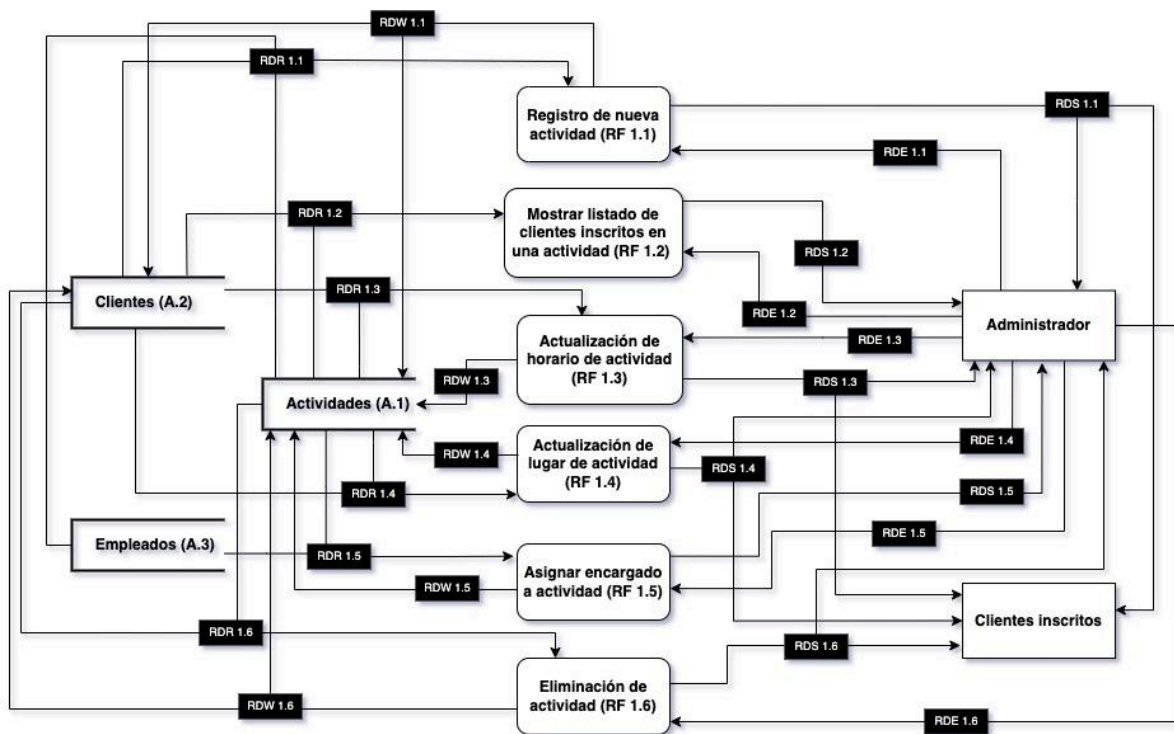 RDW 1.1
RDR 1.1
Registro de nueva
actividad (RF 1.1)
RDS 1.1
RDE 1.1
RDR 1.2
Mostrar listado de
clientes inscritos en
una actividad (RF 1.2)
RDS 1.2
Clientes (A.2)
RDR 1.3
RDE 1.2
Administrador
Actualización de
horario de actividad
(RF 1.3)
RDE 1.3
RDW 1.3
RDS 1.3
Actividades (A.1)
Actualización de
lugar de actividad
(RF 1.4)
RDE 1.4
RDW 1.4
RDS 1.4
RDR 1.4
RDS 1.5
Empleados (A.3)
RDR 1.5
RDE 1.5
Asignar encargado
a actividad (RF 1.5)
RDW 1.5
Clientes inscritos
RDR 1.6
RDS 1.6
Eliminación de
actividad (RF 1.6)
RDW 1.6
RDE 1.6